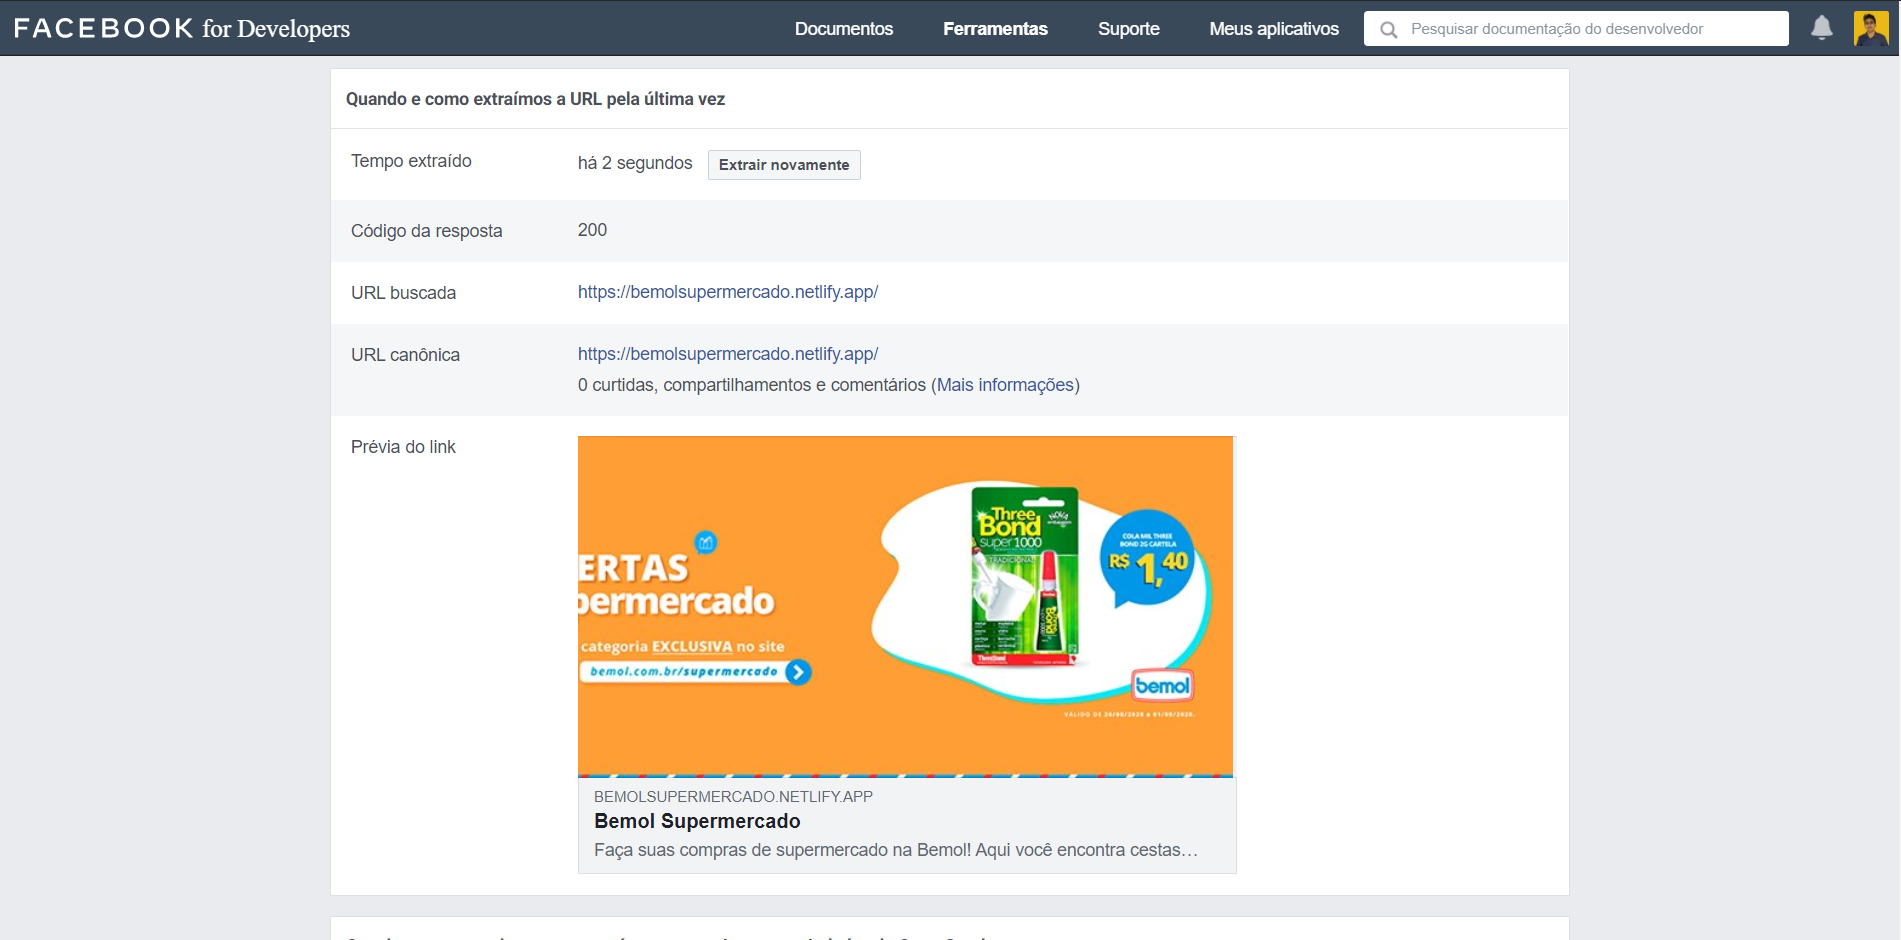 FACEBOOK for Developers
Documentos
Ferramentas
Suporte
Meus aplicativos
Pesquisar documentação do desenvolvedor
Quando e como extraímos a URL pela última vez
Tempo extraído
há 2 segundos
Extrair novamente
Código da resposta
200
URL buscada
https://bemolsupermercado.netlify.app/
URL canônica
https://bemolsupermercado.netlify.app/
0 curtidas, compartilhamentos e comentários (Mais informações)
Prévia do link
ERTAS
permercado
categoria EXCLUSIVA no site
bemol.com.br/supermercado
Three
Bond
super 1000
TRADICIONAL
NOVA
embalagem
ThreeBond
COLA MIL THREE
BOND 2G CARTELA
R$ 1,40
bemol
BEMOLSUPERMERCADO.NETLIFY.APP
Bemol Supermercado
Faça suas compras de supermercado na Bemol! Aqui você encontra cestas…